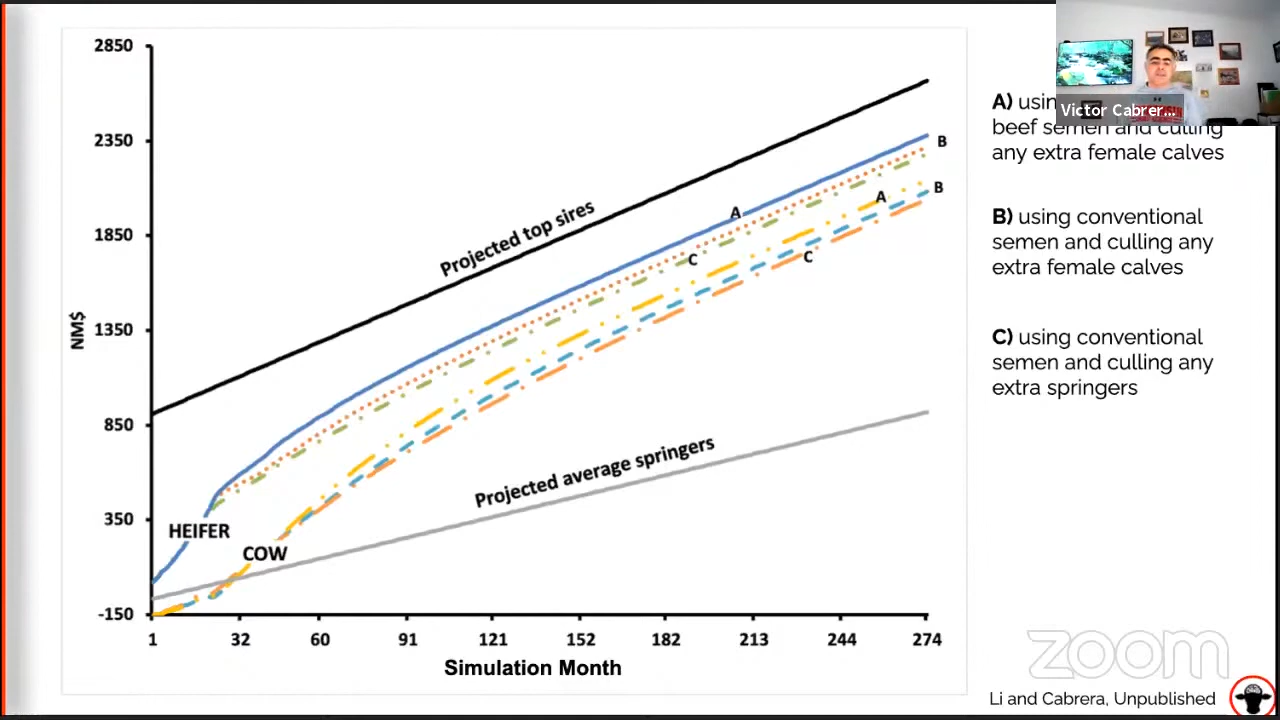 2850
2350
1850
1350
850
350
-150
NM$
Projected top sires
Projected average springers
HEIFER
COW
A
B
C
A
B
C
1 32 60 91 121 152 182 213 244 274
Simulation Month
Victor Cabrer...
A)
beef semen and culling
any extra female calves
B) using conventional
semen and culling any
extra female calves
C) using conventional
semen and culling any
extra springers
zoom
Li and Cabrera, Unpublished